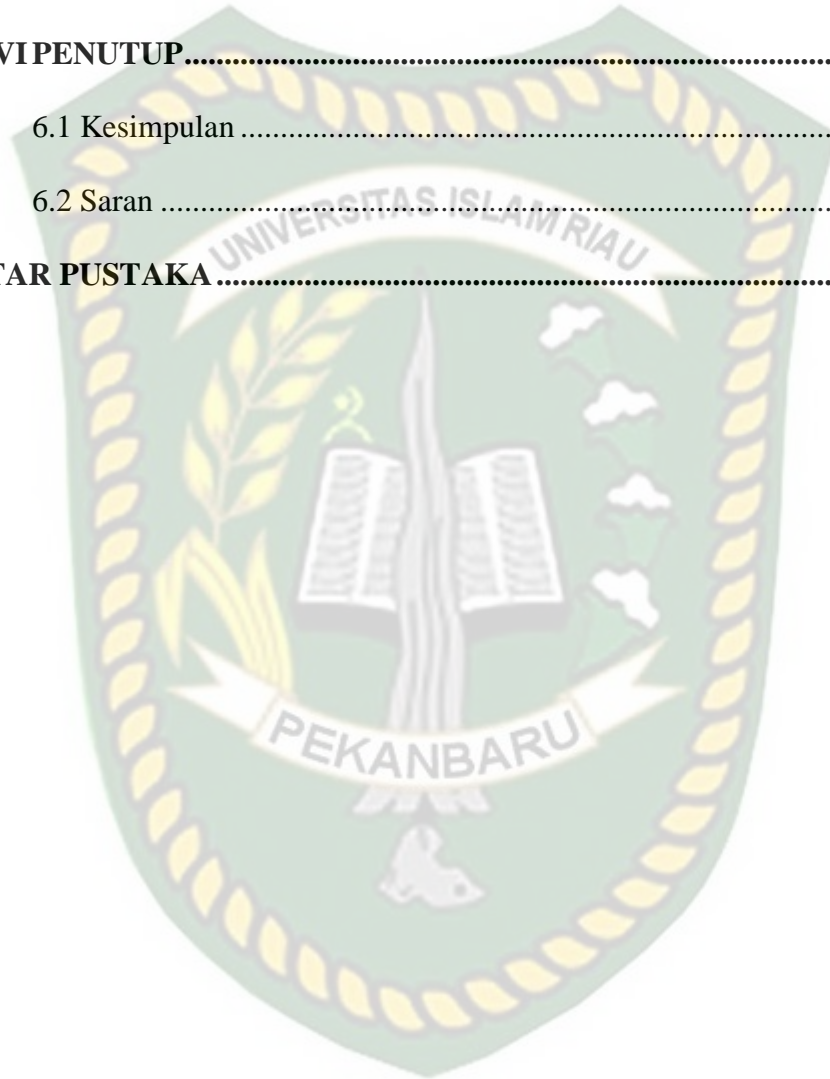 VI PENUTUP..........................................................................................
6.1 Kesimpulan ..........................................................................................
6.2 Saran ..........................................................................................
UNIVERSITAS ISLAM RIAU
TAR PUSTAKA..........................................................................................
PEKANBARU